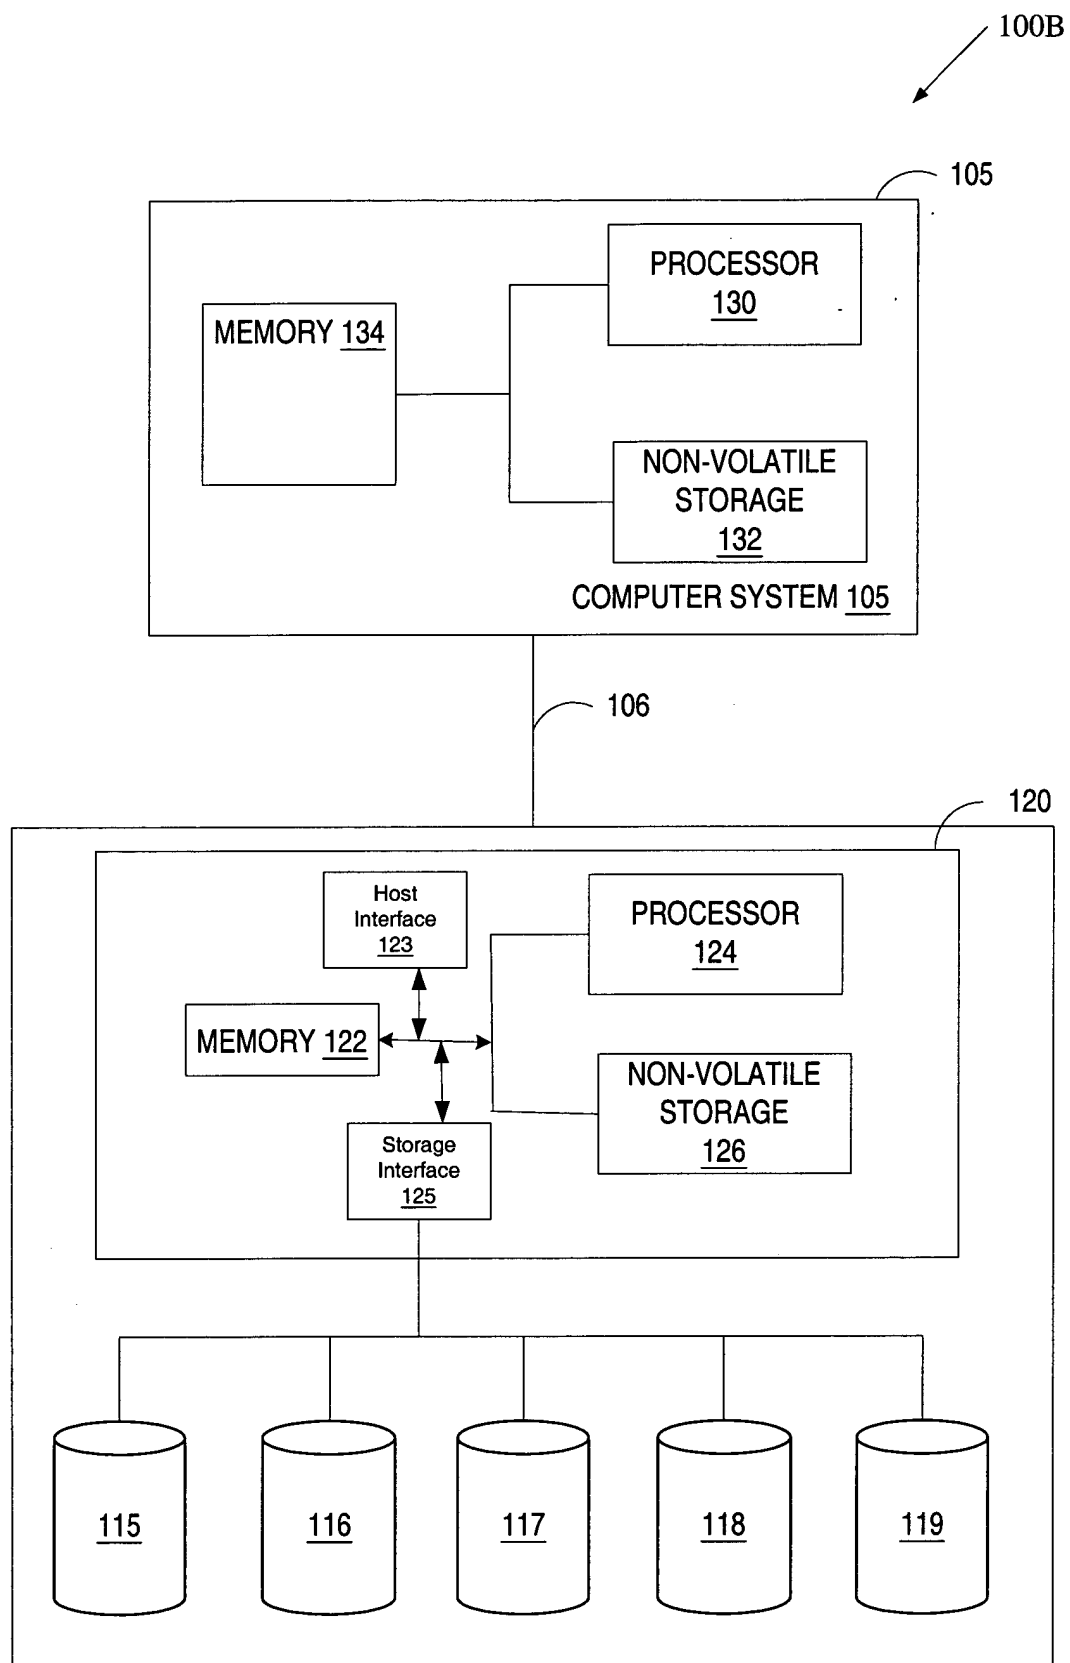 100B
105
PROCESSOR
130
MEMORY 134
NON-VOLATILE
STORAGE
132
COMPUTER SYSTEM 105
106
120
Host
Interface
123
PROCESSOR
124
MEMORY 122
NON-VOLATILE
STORAGE
126
Storage
Interface
125
115
116
117
118
119